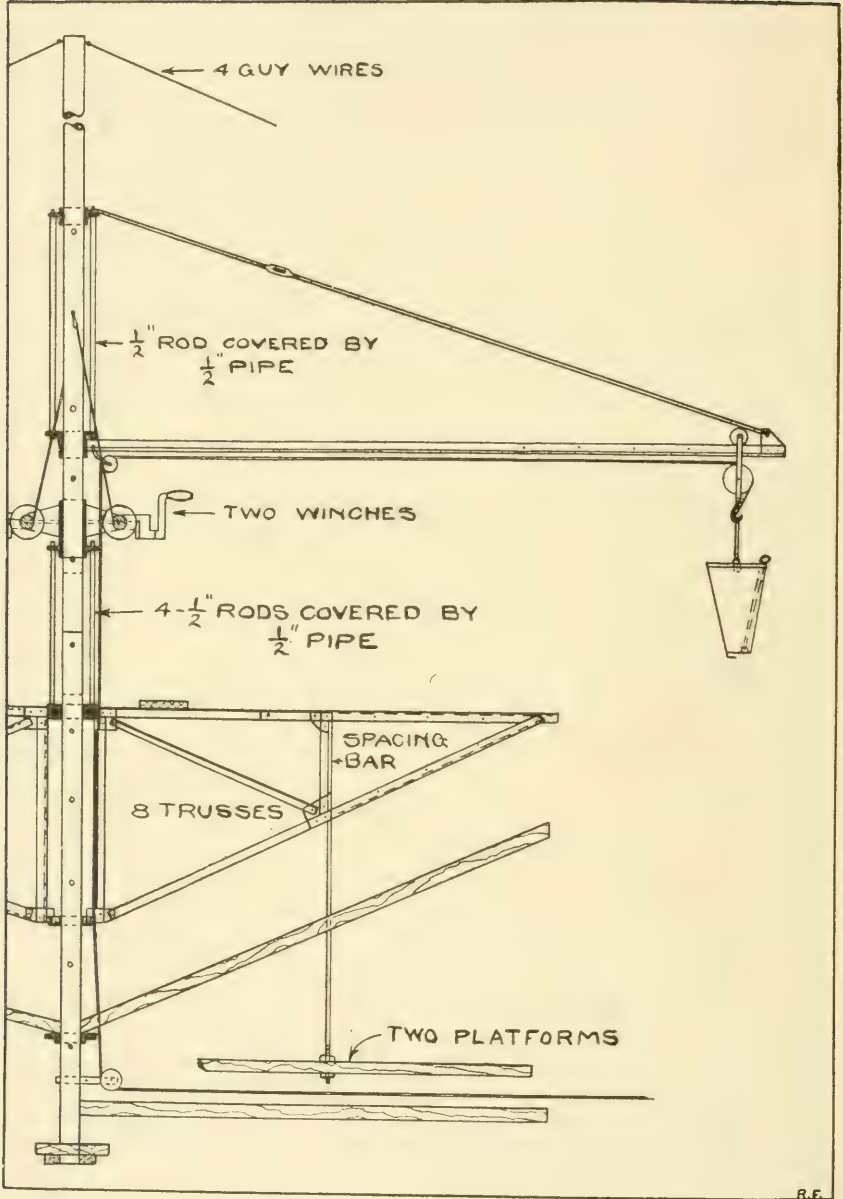 4 GUY WIRES
1/2" ROD COVERED BY
1/2" PIPE
TWO WINCHES
4-1/2" RODS COVERED BY
1/2" PIPE
SPACING
BAR
8 TRUSSES
TWO PLATFORMS
R.F.